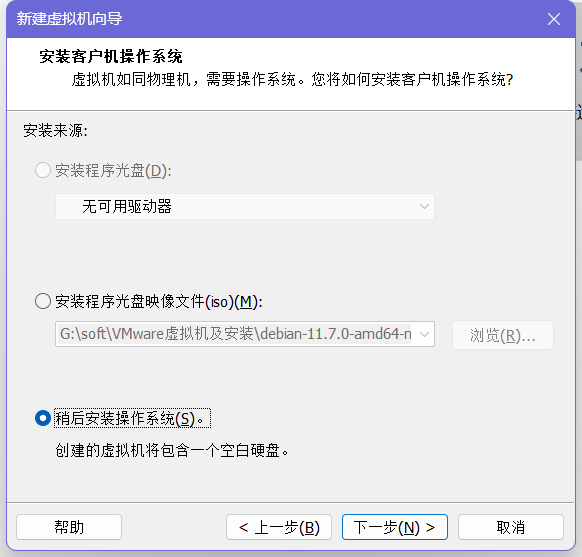 新建虚拟机向导
安装客户机操作系统
虚拟机如同物理机，需要操作系统。您将如何安装客户机操作系统?
安装来源:
安装程序光盘(D):
无可用驱动器
安装程序光盘映像文件(iso)(M):
G:\soft\VMware虚拟机及安装\debian-11.7.0-amd64-n
浏览(R)...
稍后安装操作系统(S)。
创建的虚拟机将包含一个空白硬盘。
帮助
< 上一步(B)
下一步(N) >
取消